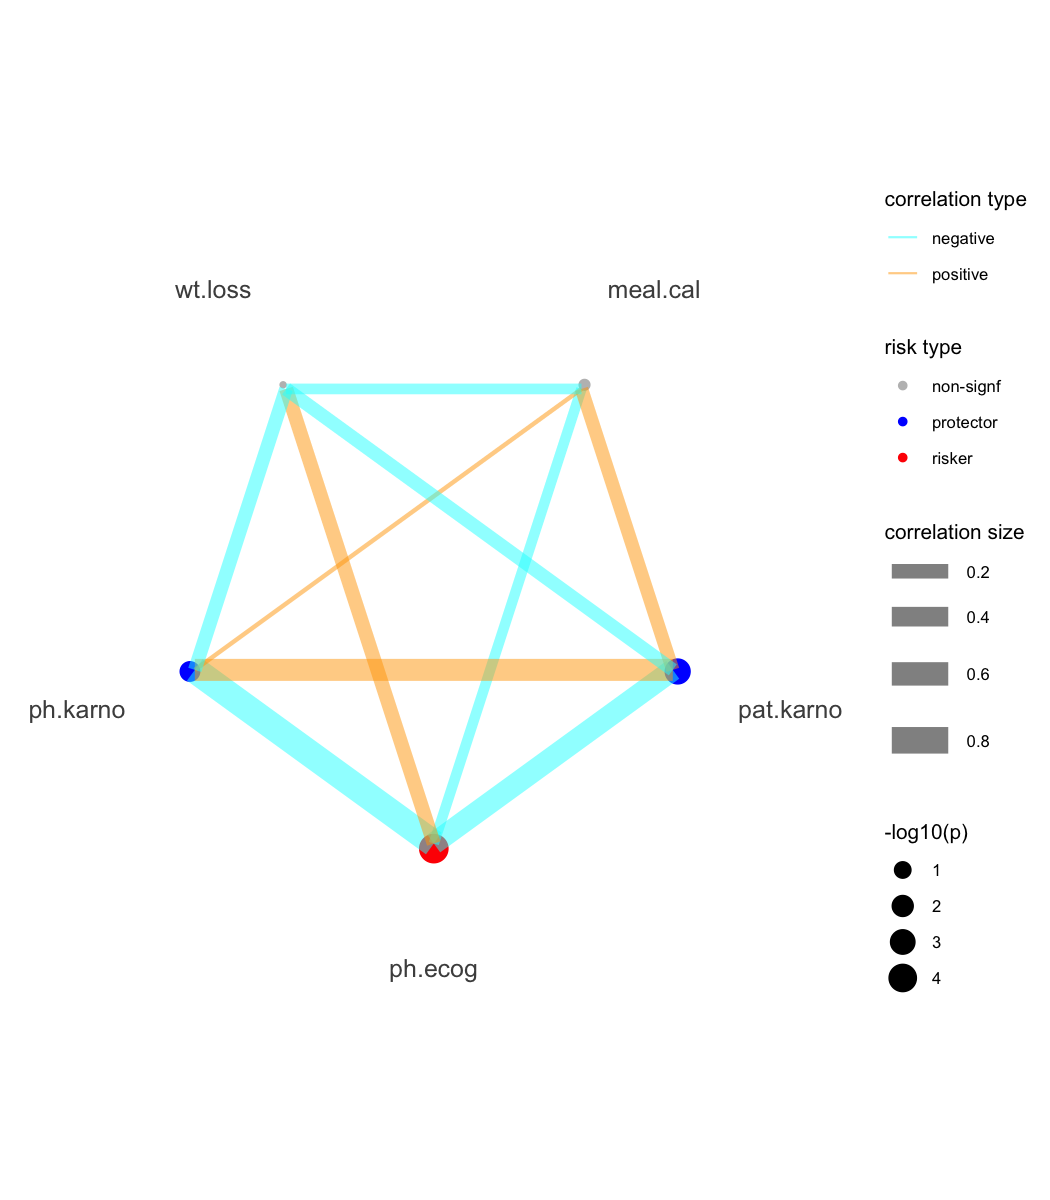 wt.loss
meal.cal
ph.karno
pat.karno
ph.ecog
correlation type
negative
positive
risk type
non-signf
protector
risker
correlation size
0.2
0.4
0.6
0.8
-log10(p)
1
2
3
4